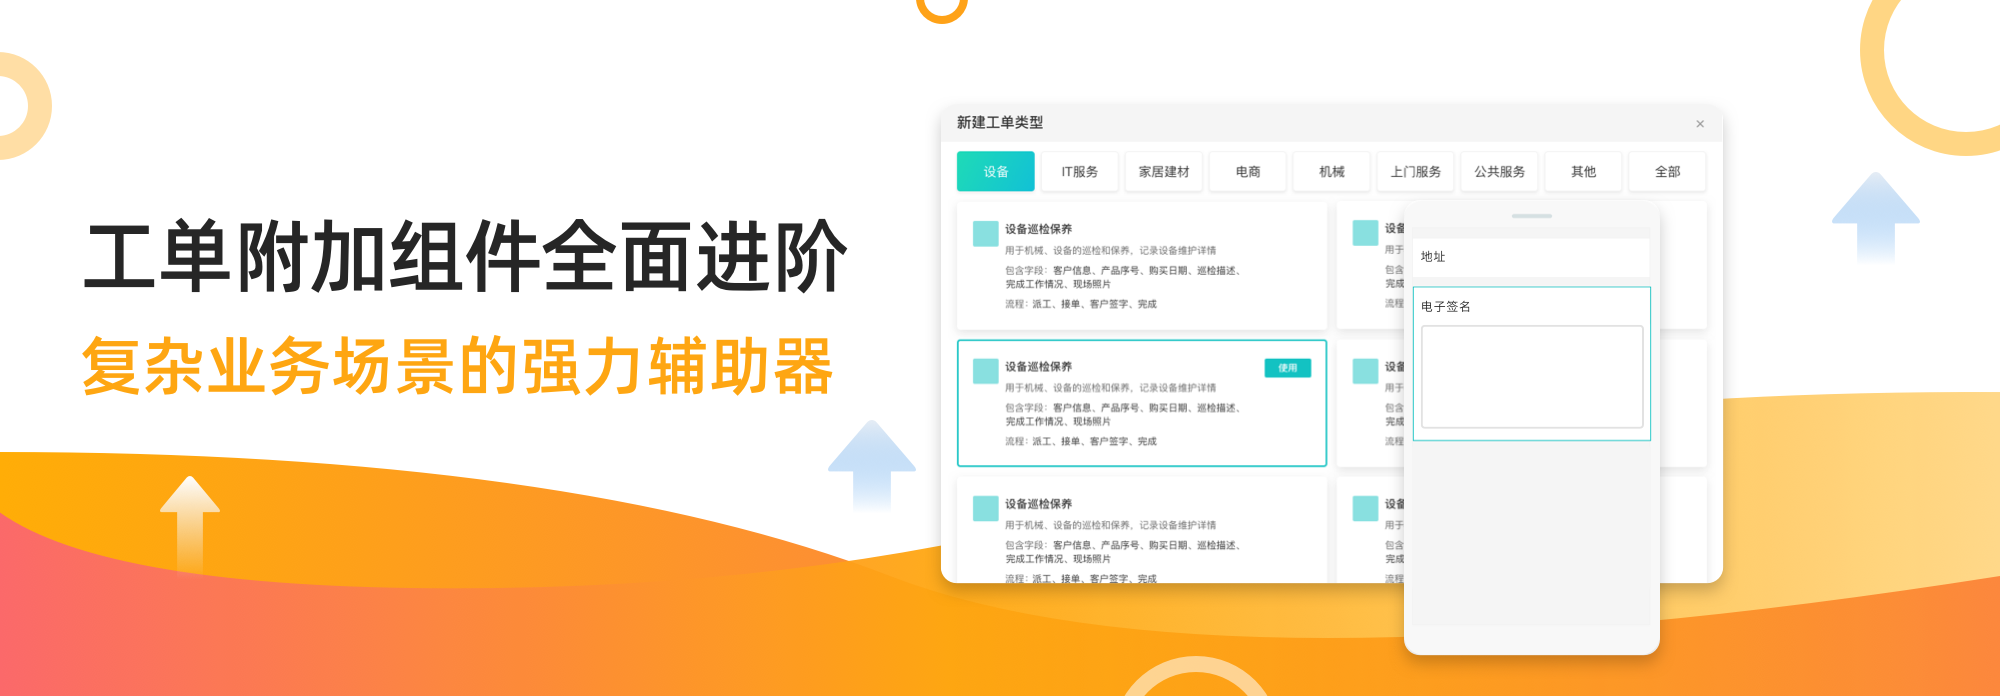 工单附加组件全面进阶
复杂业务场景的强力辅助器
新建工单类型
×
设备 IT服务 家居建材 电商 机械 上门服务 公共服务 其他 全部
设备巡检保养
用于机械、设备的巡检和保养，记录设备维护详情
包含字段：客户信息、产品序号、购买日期、巡检描述、
完成工作情况、现场照片
流程：派工、接单、客户签字、完成
设备
用于
包含
完成
流程
设备巡检保养
使用
用于机械、设备的巡检和保养，记录设备维护详情
包含字段：客户信息、产品序号、购买日期、巡检描述、
完成工作情况、现场照片
流程：派工、接单、客户签字、完成
设备
用于
包含
完成
流程
设备巡检保养
用于机械、设备的巡检和保养，记录设备维护详情
包含字段：客户信息、产品序号、购买日期、巡检描述、
完成工作情况、现场照片
流程：派工、接单、客户签字、完成
设备
用于
包含
完成
流程
地址
电子签名